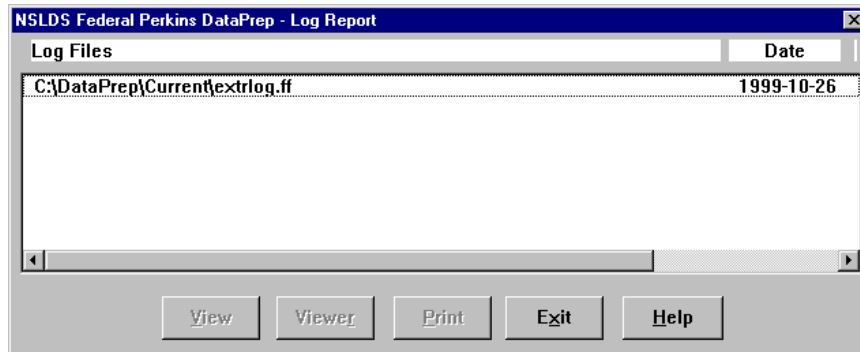 NSLDS Federal Perkins DataPrep - Log Report
Log Files Date
C:\DataPrep\Current\extrlog.ff 1999-10-26
View Viewer Print Exit Help